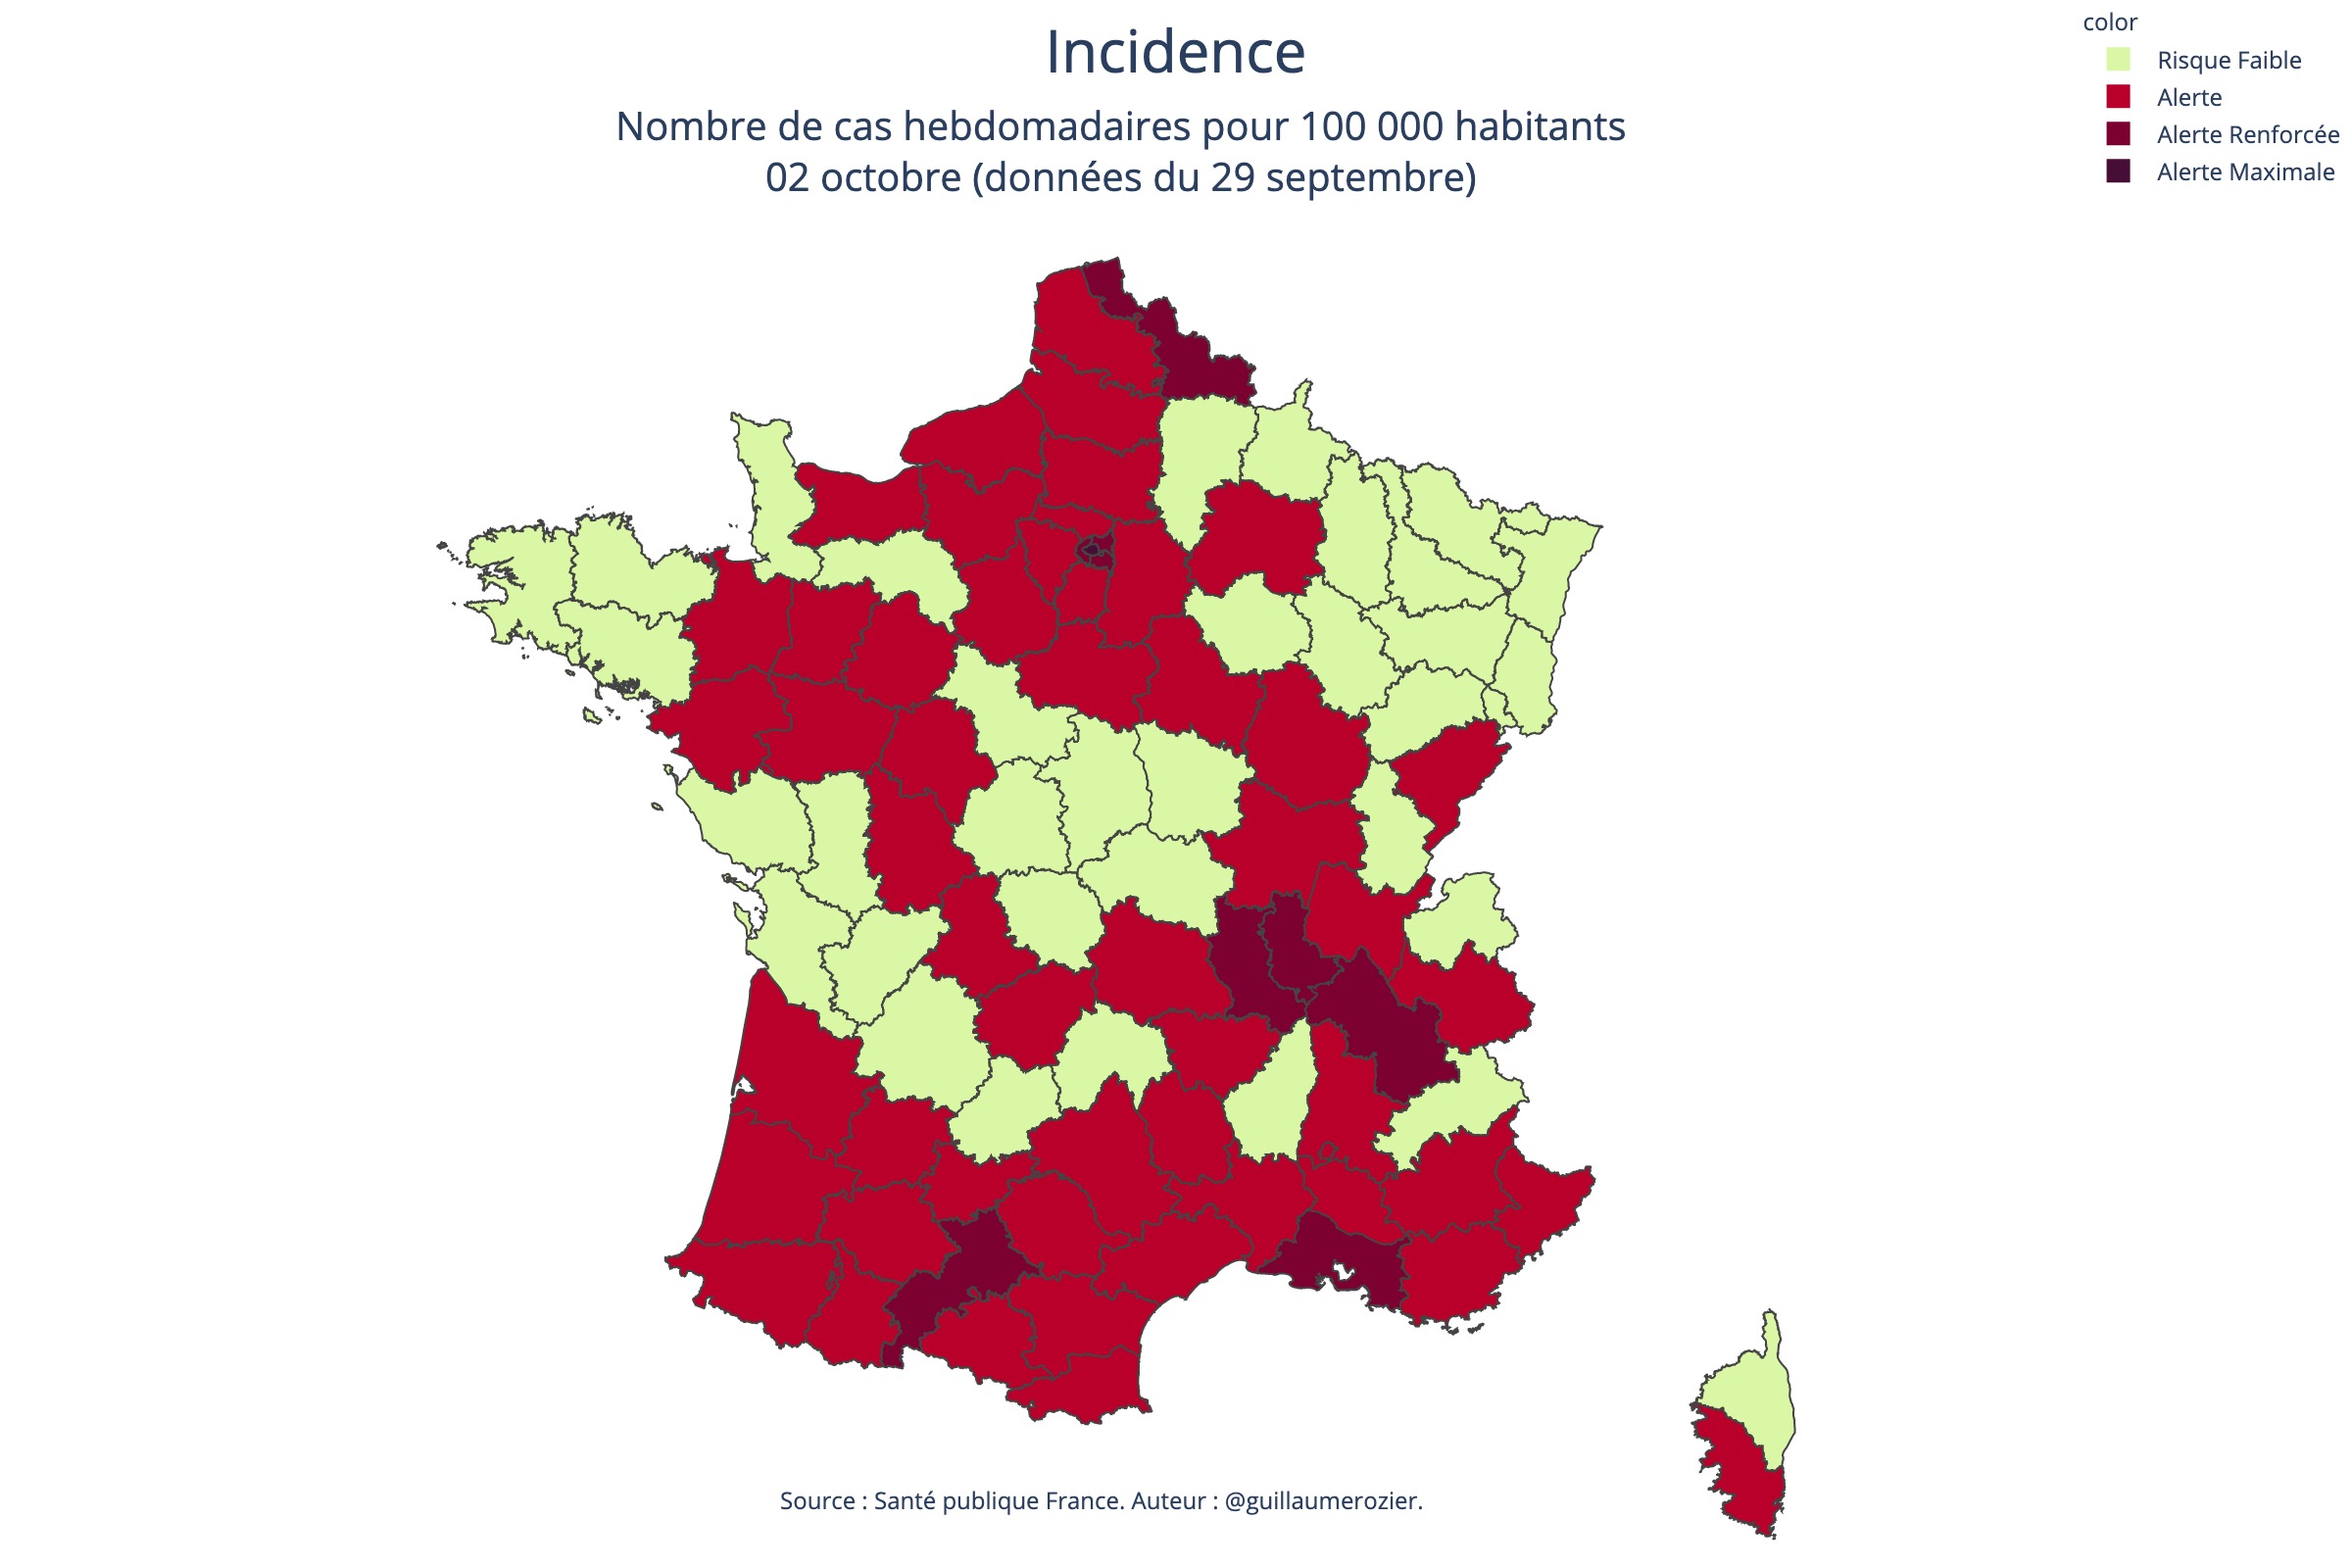 Incidence
Nombre de cas hebdomadaires pour 100 000 habitants
02 octobre (données du 29 septembre)
color
Risque Faible
Alerte
Alerte Renforcée
Alerte Maximale
Source : Santé publique France. Auteur : @guillaumerozier.